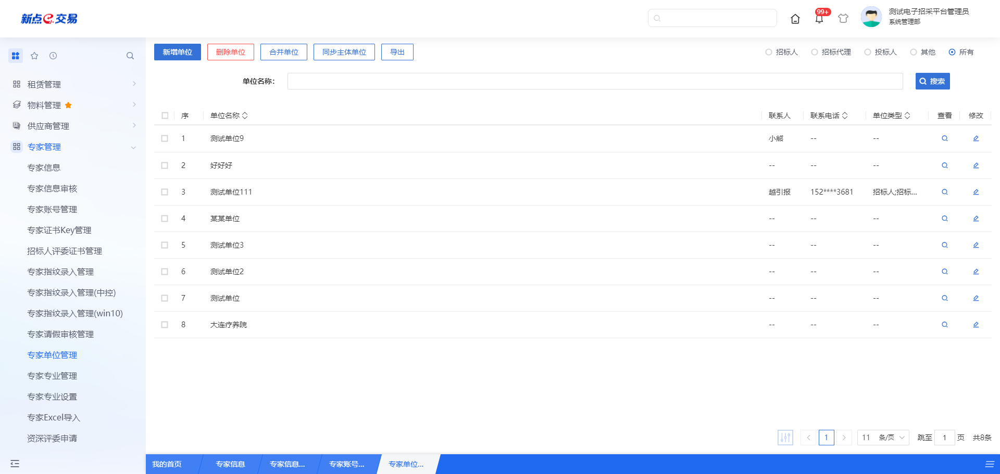 新点e交易
99+
测试电子招采平台管理员
系统管理部
新增单位 删除单位 合并单位 同步主体单位 导出
招标人 招标代理 投标人 其他 所有
单位名称：
搜索
租赁管理
物料管理
供应商管理
专家管理
专家信息
专家信息审核
专家账号管理
专家证书Key管理
招标人评委证书管理
专家指纹录入管理
专家指纹录入管理(中控)
专家指纹录入管理(win10)
专家请假审核管理
专家单位管理
专家专业管理
专家专业设置
专家Excel导入
资深评委申请
序 单位名称 联系人 联系电话 单位类型 查看 修改
1 测试单位9 小熊 -- --
2 好好好 -- -- --
3 测试单位111 越引报 152****3681 招标人;招标...
4 某某单位 -- -- --
5 测试单位3 -- -- --
6 测试单位2 -- -- --
7 测试单位 -- -- --
8 大连疗养院 -- -- --
1 11 条/页 跳至 1 页 共8条
我的首页 专家信息 专家信息... 专家账号... 专家单位...